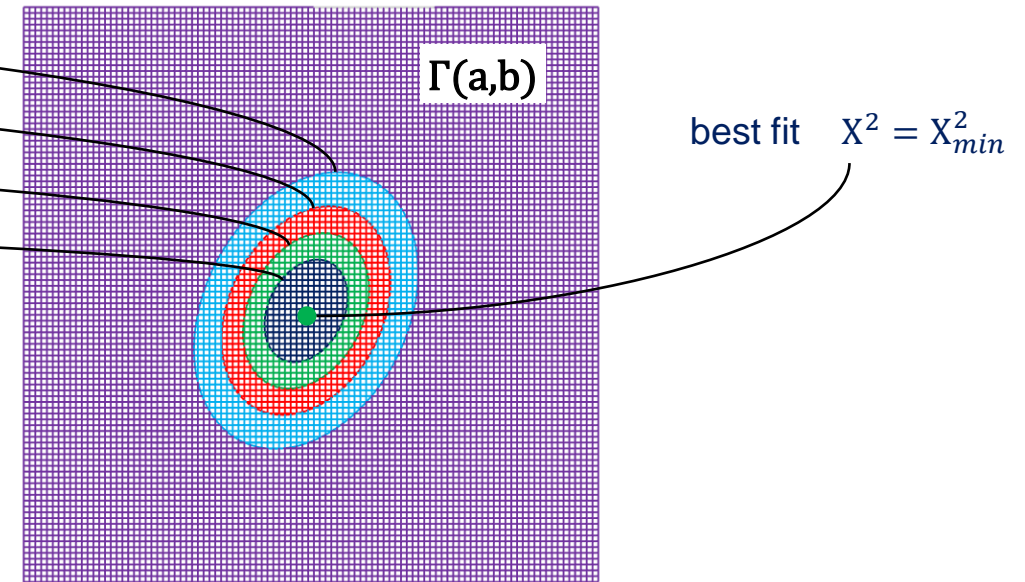 Γ(a,b)
best fit X² = X²min